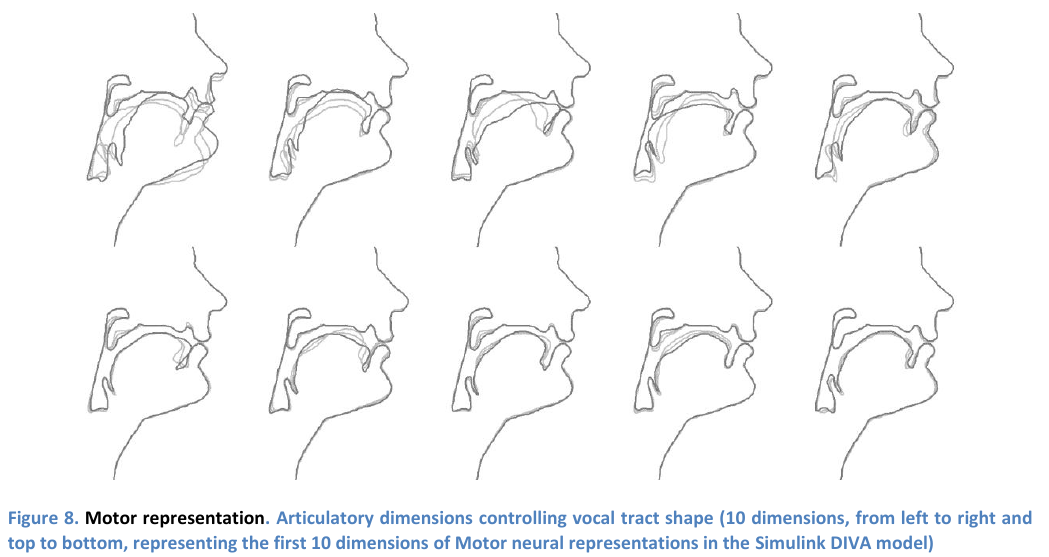 Figure 8. Motor representation. Articulatory dimensions controlling vocal tract shape (10 dimensions, from left to right and
top to bottom, representing the first 10 dimensions of Motor neural representations in the Simulink DIVA model)